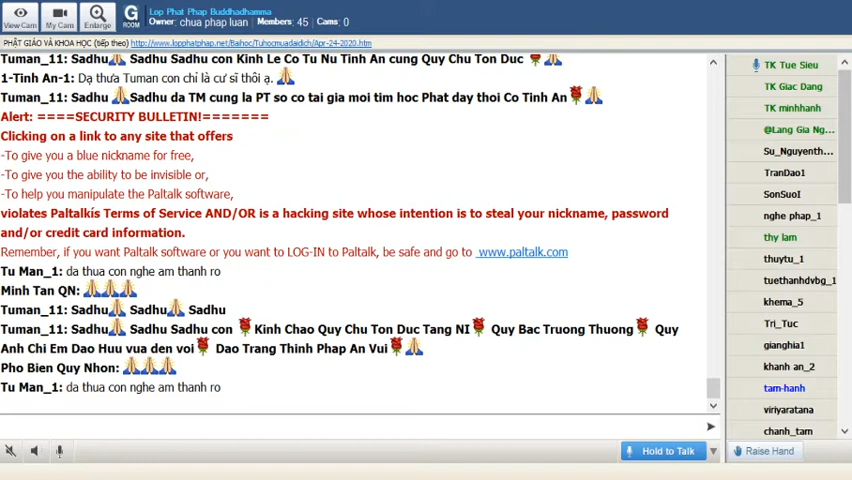 View Cam
My Cam
Enlarge
G
ROOM
Lop Phat Phap Buddhadhamma
Owner: chua phap luan Members: 45 Cams: 0
PHẬT GIÁO VÀ KHOA HỌC (tiếp theo) http://www.lopphatphap.net/Baihoc/Tuhocmuadaidich/Apr-24-2020.htm
Tuman_11: Sadhu🙏 Sadhu Sadhu con Kinh Le Co Tu Nu Tinh An cung Quy Chu Ton Duc 🌹🙏
1-Tinh An-1: Dạ thưa Tuman con chỉ là cư sĩ thôi ạ. 🙏
Tuman_11: Sadhu 🙏Sadhu da TM cung la PT so co tai gia moi tim hoc Phat day thoi Co Tinh An🌹🙏
Alert: ====SECURITY BULLETIN!=======
Clicking on a link to any site that offers
-To give you a blue nickname for free,
-To give you the ability to be invisible or,
-To help you manipulate the Paltalk software,
violates Paltalkís Terms of Service AND/OR is a hacking site whose intention is to steal your nickname, password
and/or credit card information.
Remember, if you want Paltalk software or you want to LOG-IN to Paltalk, be safe and go to www.paltalk.com
Tu Man_1: da thua con nghe am thanh ro
Minh Tan QN: 🙏🙏🙏
Tuman_11: Sadhu🙏 Sadhu🙏 Sadhu
Tuman_11: Sadhu🙏 Sadhu Sadhu con 🌹Kinh Chao Quy Chu Ton Duc Tang NI🌹 Quy Bac Truong Thuong🌹 Quy
Anh Chi Em Dao Huu vua den voi🌹 Dao Trang Thinh Phap An Vui🌹🙏
Pho Bien Quy Nhon: 🙏🙏🙏
Tu Man_1: da thua con nghe am thanh ro
Hold to Talk
TK Tue Sieu
TK Giac Dang
TK minhhanh
@Lang Gia Ng...
Su_Nguyenth...
TranDao1
SonSuoI
nghe phap_1
thy lam
thuytu_1
tuethanhdvbg_1
khema_5
Tri_Tuc
gianghia1
khanh an_2
tam-hanh
viriyaratana
chanh_tam
Raise Hand